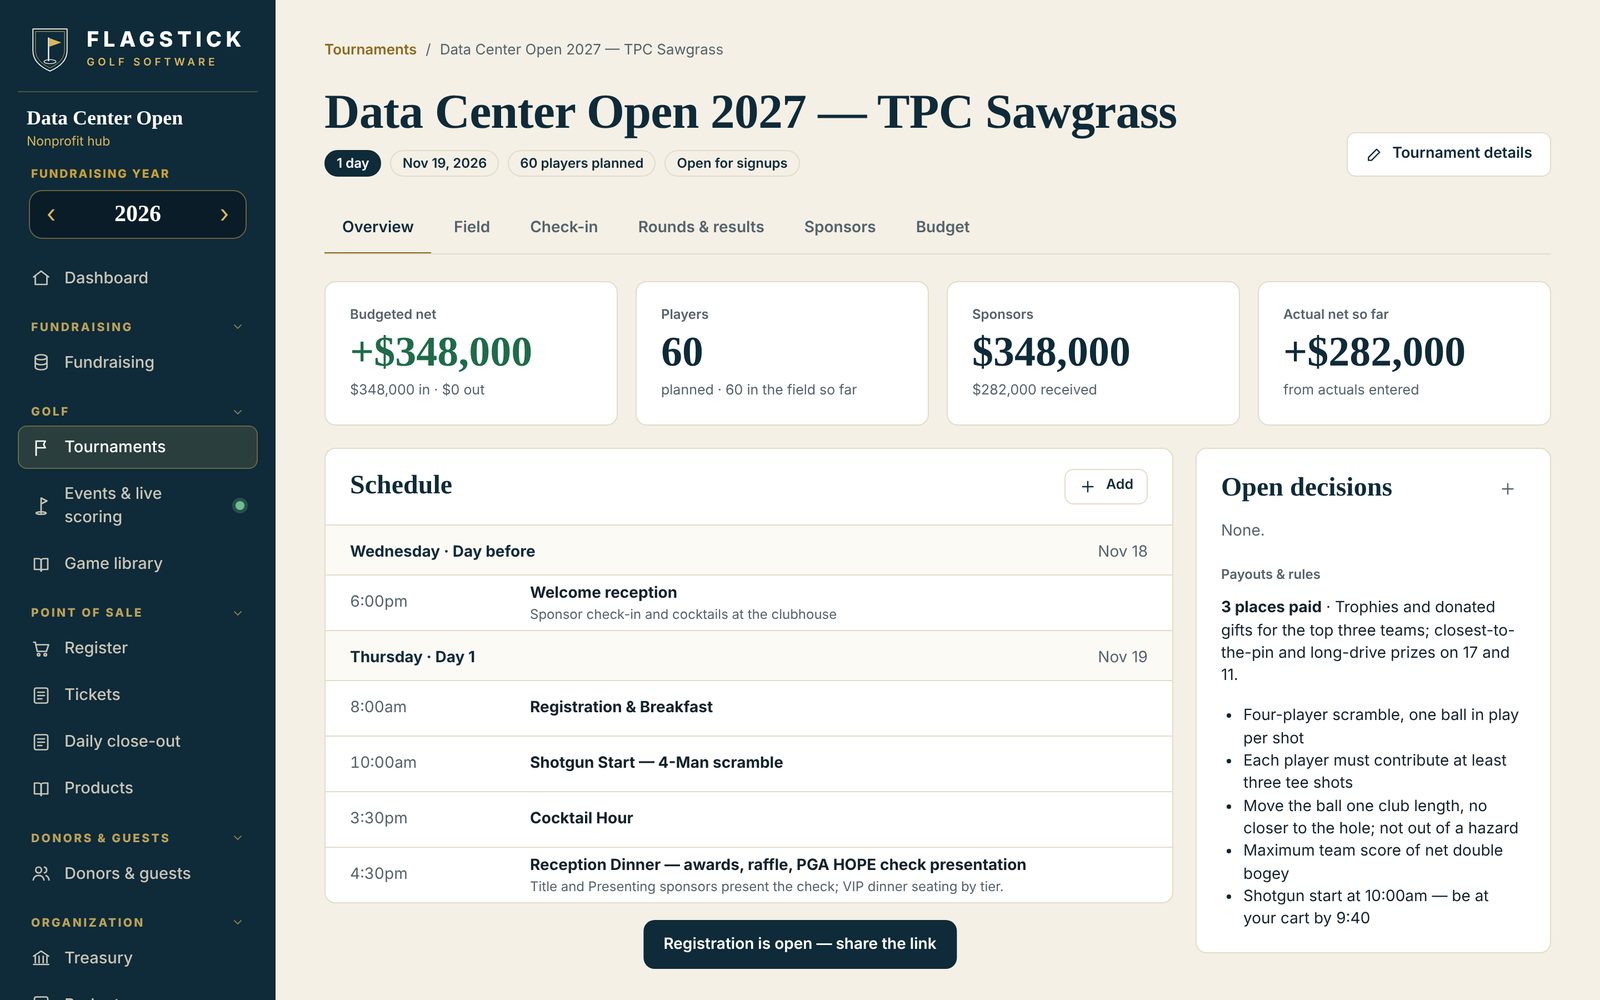 FLAGSTICK
GOLF SOFTWARE
Data Center Open
Nonprofit hub
FUNDRAISING YEAR
2026
Dashboard
FUNDRAISING
Fundraising
GOLF
Tournaments
Events & live
scoring
Game library
POINT OF SALE
Register
Tickets
Daily close-out
Products
DONORS & GUESTS
Donors & guests
ORGANIZATION
Treasury
Tournaments / Data Center Open 2027 — TPC Sawgrass
Data Center Open 2027 — TPC Sawgrass
1 day
Nov 19, 2026
60 players planned
Open for signups
Tournament details
Overview
Field
Check-in
Rounds & results
Sponsors
Budget
Budgeted net
+$348,000
$348,000 in · $0 out
Players
60
planned · 60 in the field so far
Sponsors
$348,000
$282,000 received
Actual net so far
+$282,000
from actuals entered
Schedule
Add
Wednesday · Day before Nov 18
6:00pm Welcome reception
Sponsor check-in and cocktails at the clubhouse
Thursday · Day 1 Nov 19
8:00am Registration & Breakfast
10:00am Shotgun Start — 4-Man scramble
3:30pm Cocktail Hour
4:30pm Reception Dinner — awards, raffle, PGA HOPE check presentation
Title and Presenting sponsors present the check; VIP dinner seating by tier.
Open decisions
None.
Payouts & rules
3 places paid · Trophies and donated
gifts for the top three teams; closest-to-
the-pin and long-drive prizes on 17 and
11.
• Four-player scramble, one ball in play
per shot
• Each player must contribute at least
three tee shots
• Move the ball one club length, no
closer to the hole; not out of a hazard
• Maximum team score of net double
bogey
• Shotgun start at 10:00am — be at
your cart by 9:40
Registration is open — share the link